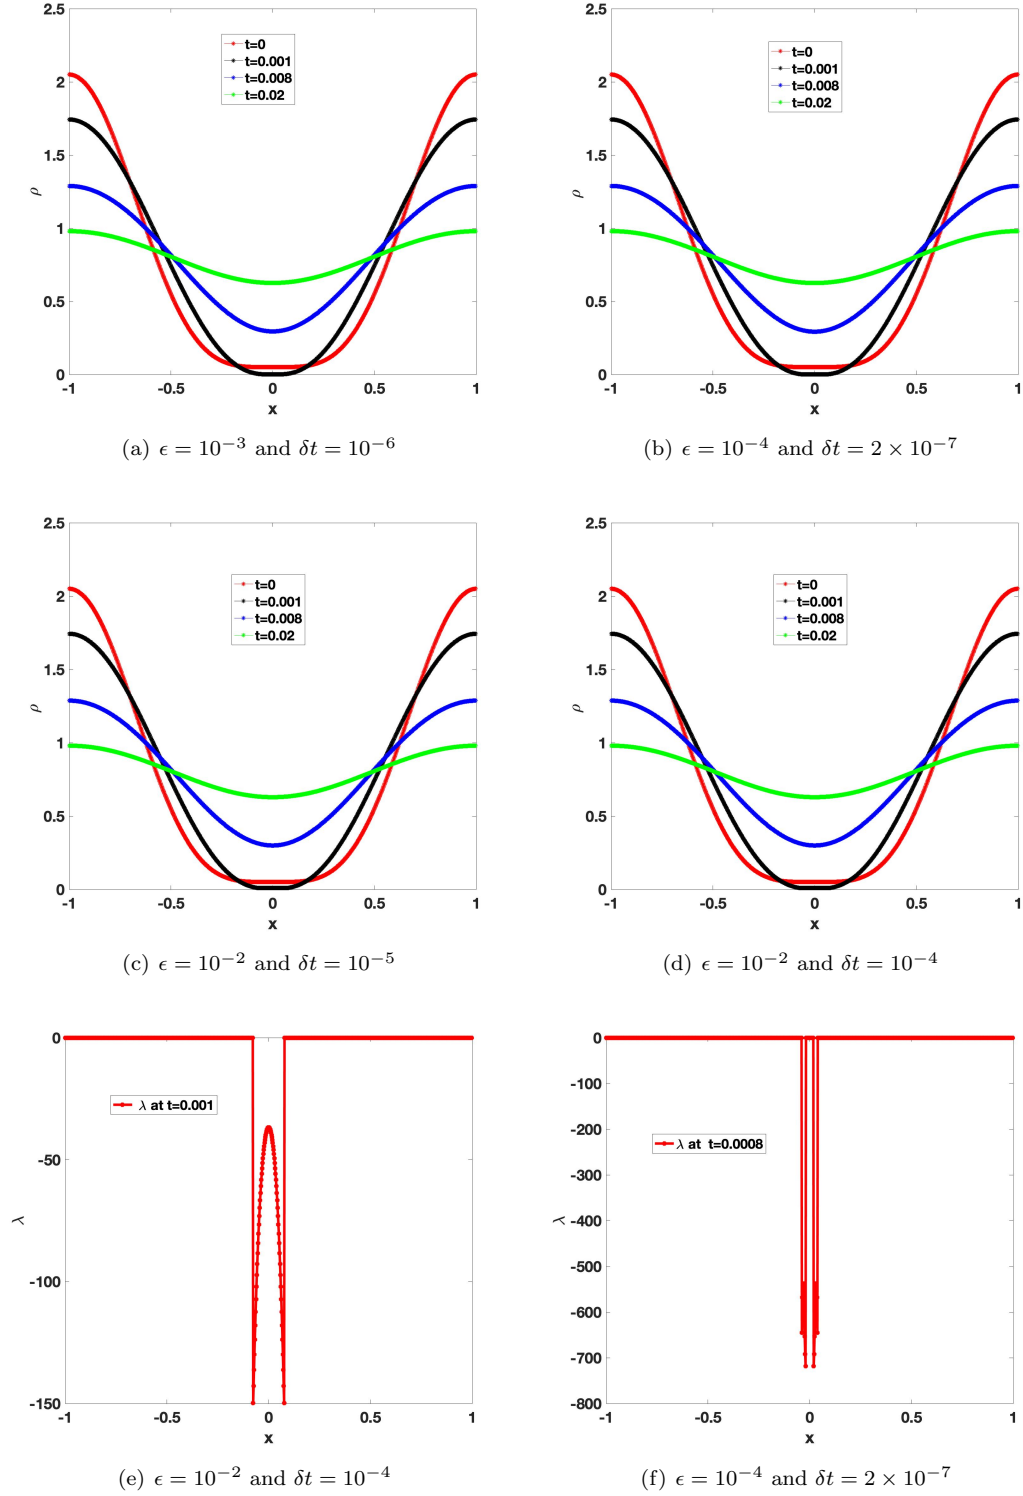 2.5
2
1.5
1
0.5
0
ρ
t=0
t=0.001
t=0.008
t=0.02
-1
-0.5
0
0.5
1
x
(a) ϵ = 10⁻³ and δt = 10⁻⁶
2.5
2
1.5
1
0.5
0
ρ
t=0
t=0.001
t=0.008
t=0.02
-1
-0.5
0
0.5
1
x
(b) ϵ = 10⁻⁴ and δt = 2 × 10⁻⁷
2.5
2
1.5
1
0.5
0
ρ
t=0
t=0.001
t=0.008
t=0.02
-1
-0.5
0
0.5
1
x
(c) ϵ = 10⁻² and δt = 10⁻⁵
2.5
2
1.5
1
0.5
0
ρ
t=0
t=0.001
t=0.008
t=0.02
-1
-0.5
0
0.5
1
x
(d) ϵ = 10⁻² and δt = 10⁻⁴
0
-50
-100
-150
λ
λ at t=0.001
-1
-0.5
0
0.5
1
x
(e) ϵ = 10⁻² and δt = 10⁻⁴
0
-100
-200
-300
-400
-500
-600
-700
-800
λ
λ at t=0.0008
-1
-0.5
0
0.5
1
x
(f) ϵ = 10⁻⁴ and δt = 2 × 10⁻⁷